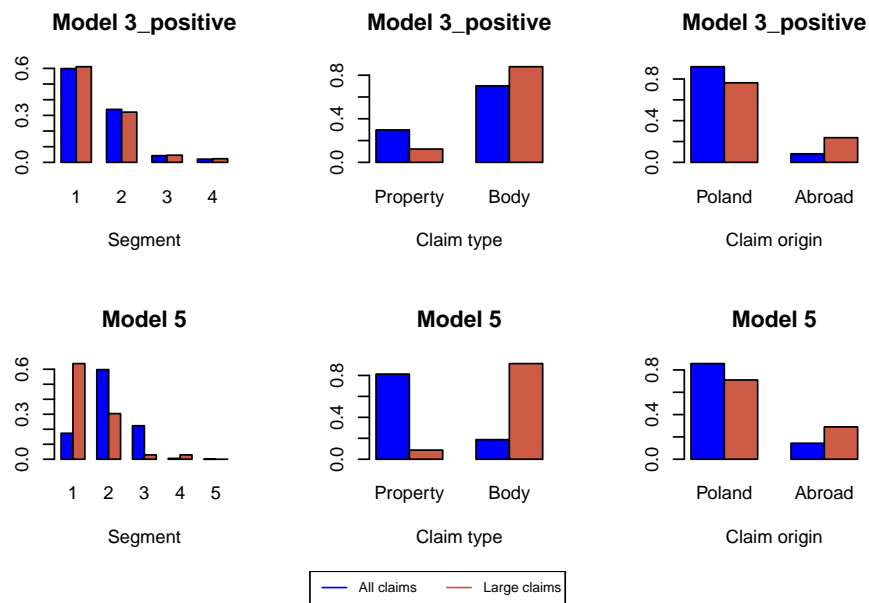 Model 3_positive
0.0 0.3 0.6
1 2 3 4
Segment
Model 3_positive
0.0 0.4 0.8
Property Body
Claim type
Model 3_positive
0.0 0.4 0.8
Poland Abroad
Claim origin
Model 5
0.0 0.3 0.6
1 2 3 4 5
Segment
Model 5
0.0 0.4 0.8
Property Body
Claim type
Model 5
0.0 0.4 0.8
Poland Abroad
Claim origin
All claims Large claims